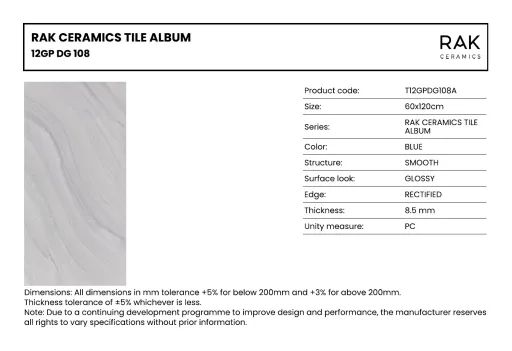 RAK CERAMICS TILE ALBUM
12GP DG 108
RAK
CERAMICS
Product code: T12GPDG108A
Size: 60x120cm
Series: RAK CERAMICS TILE
ALBUM
Color: BLUE
Structure: SMOOTH
Surface look: GLOSSY
Edge: RECTIFIED
Thickness: 8.5 mm
Unity measure: PC
Dimensions: All dimensions in mm tolerance +5% for below 200mm and +3% for above 200mm.
Thickness tolerance of ±5% whichever is less.
Note: Due to a continuing development programme to improve design and performance, the manufacturer reserves
all rights to vary specifications without prior information.